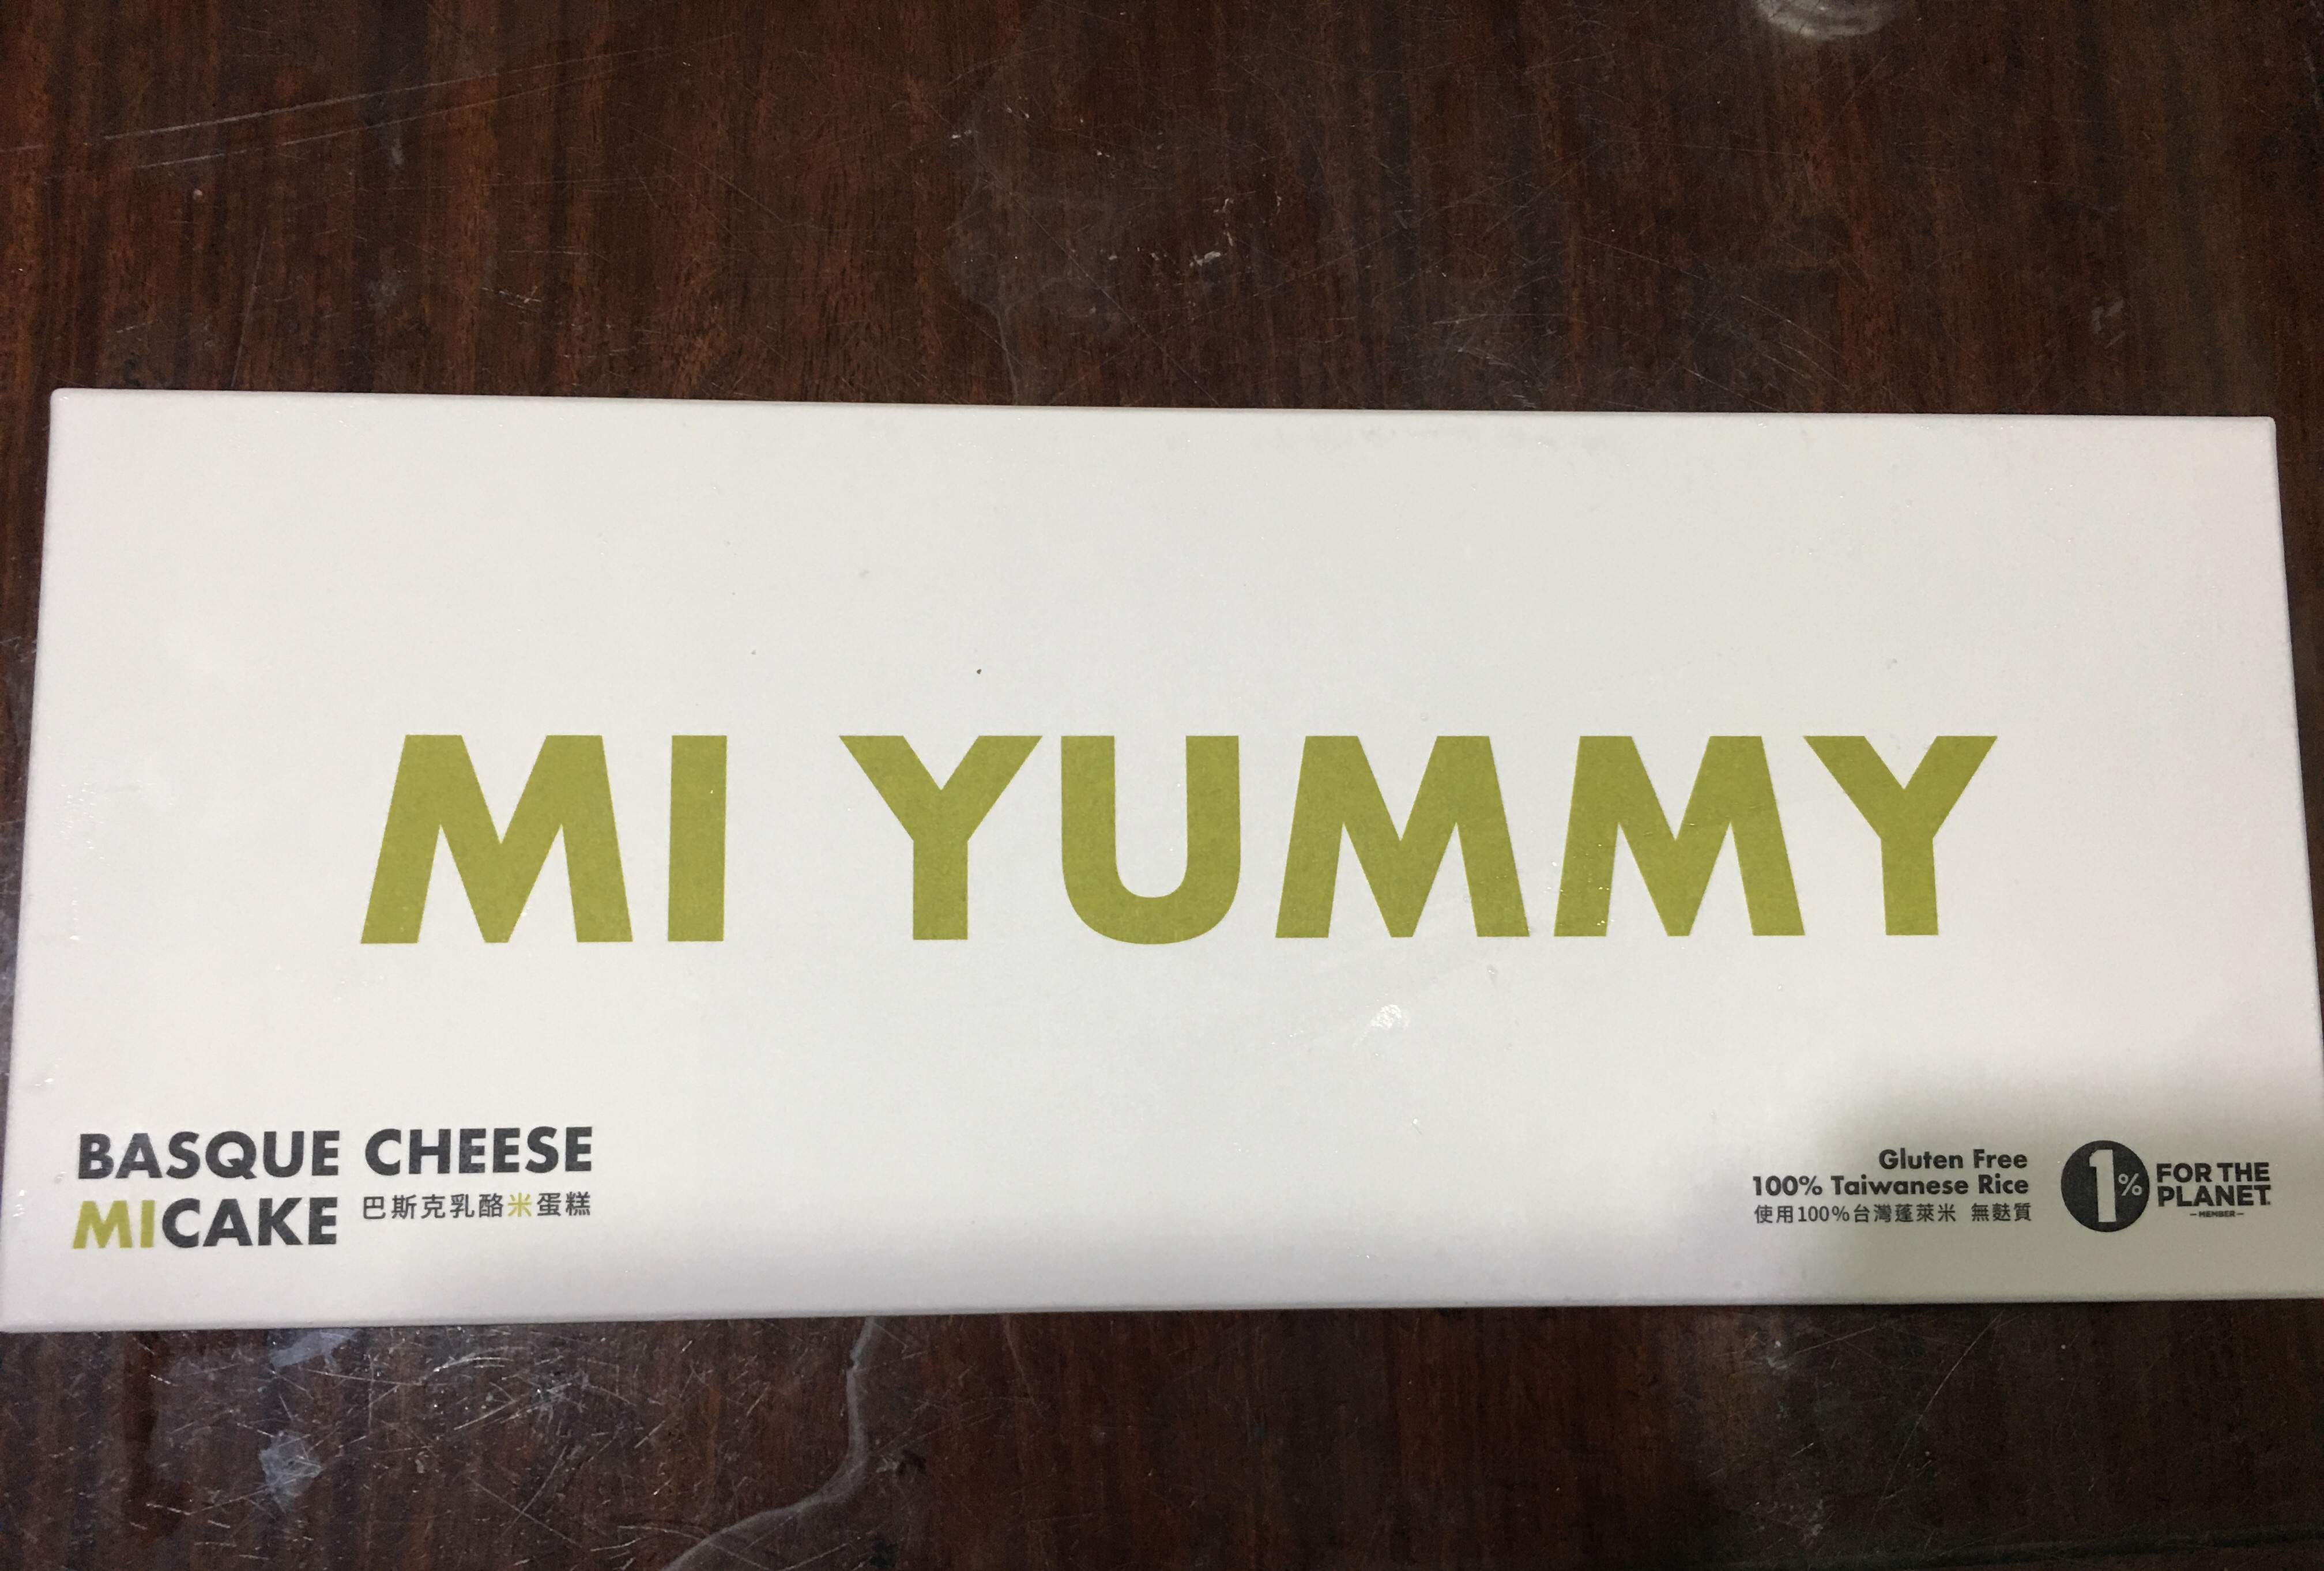 MI YUMMY
BASQUE CHEESE
MICAKE 巴斯克乳酪米蛋糕
Gluten Free
100% Taiwanese Rice
使用100%台灣蓬萊米 無麩質
1% FOR THE
PLANET
MEMBER